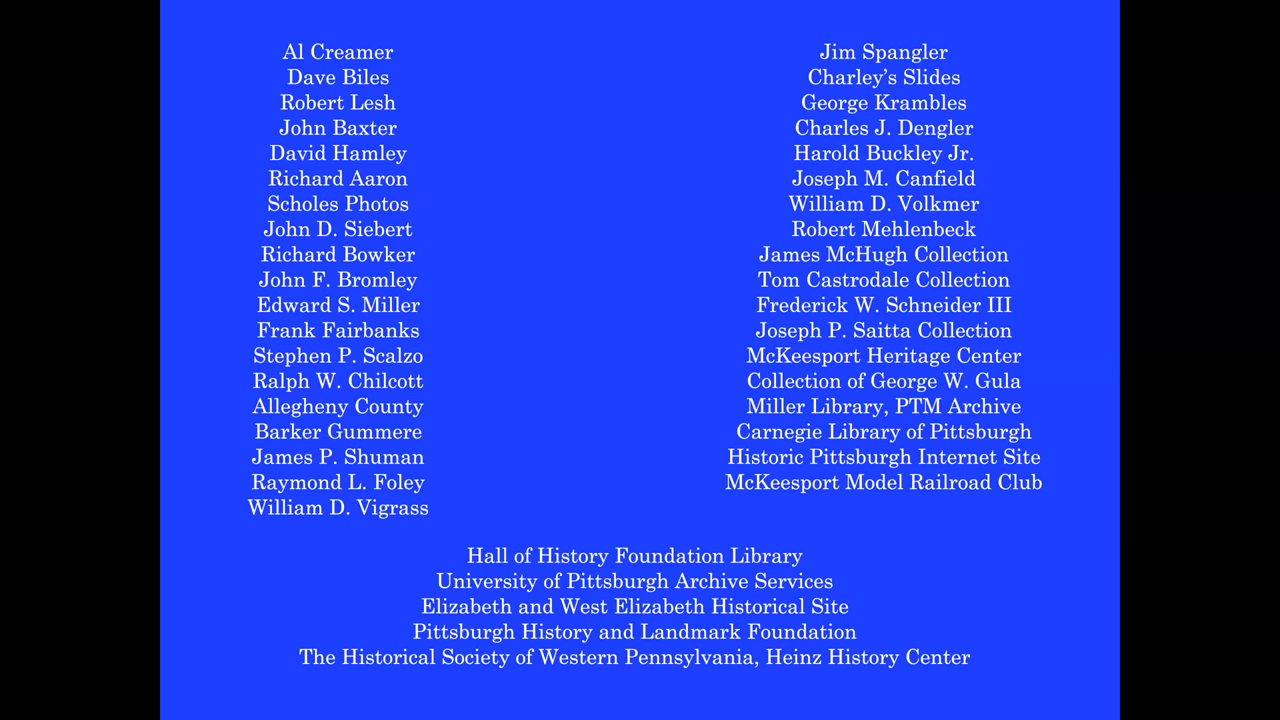 Al Creamer
Dave Biles
Robert Lesh
John Baxter
David Hamley
Richard Aaron
Scholes Photos
John D. Siebert
Richard Bowker
John F. Bromley
Edward S. Miller
Frank Fairbanks
Stephen P. Scalzo
Ralph W. Chilcott
Allegheny County
Barker Gummere
James P. Shuman
Raymond L. Foley
William D. Vigrass
Jim Spangler
Charley’s Slides
George Krambles
Charles J. Dengler
Harold Buckley Jr.
Joseph M. Canfield
William D. Volkmer
Robert Mehlenbeck
James McHugh Collection
Tom Castrodale Collection
Frederick W. Schneider III
Joseph P. Saitta Collection
McKeesport Heritage Center
Collection of George W. Gula
Miller Library, PTM Archive
Carnegie Library of Pittsburgh
Historic Pittsburgh Internet Site
McKeesport Model Railroad Club
Hall of History Foundation Library
University of Pittsburgh Archive Services
Elizabeth and West Elizabeth Historical Site
Pittsburgh History and Landmark Foundation
The Historical Society of Western Pennsylvania, Heinz History Center